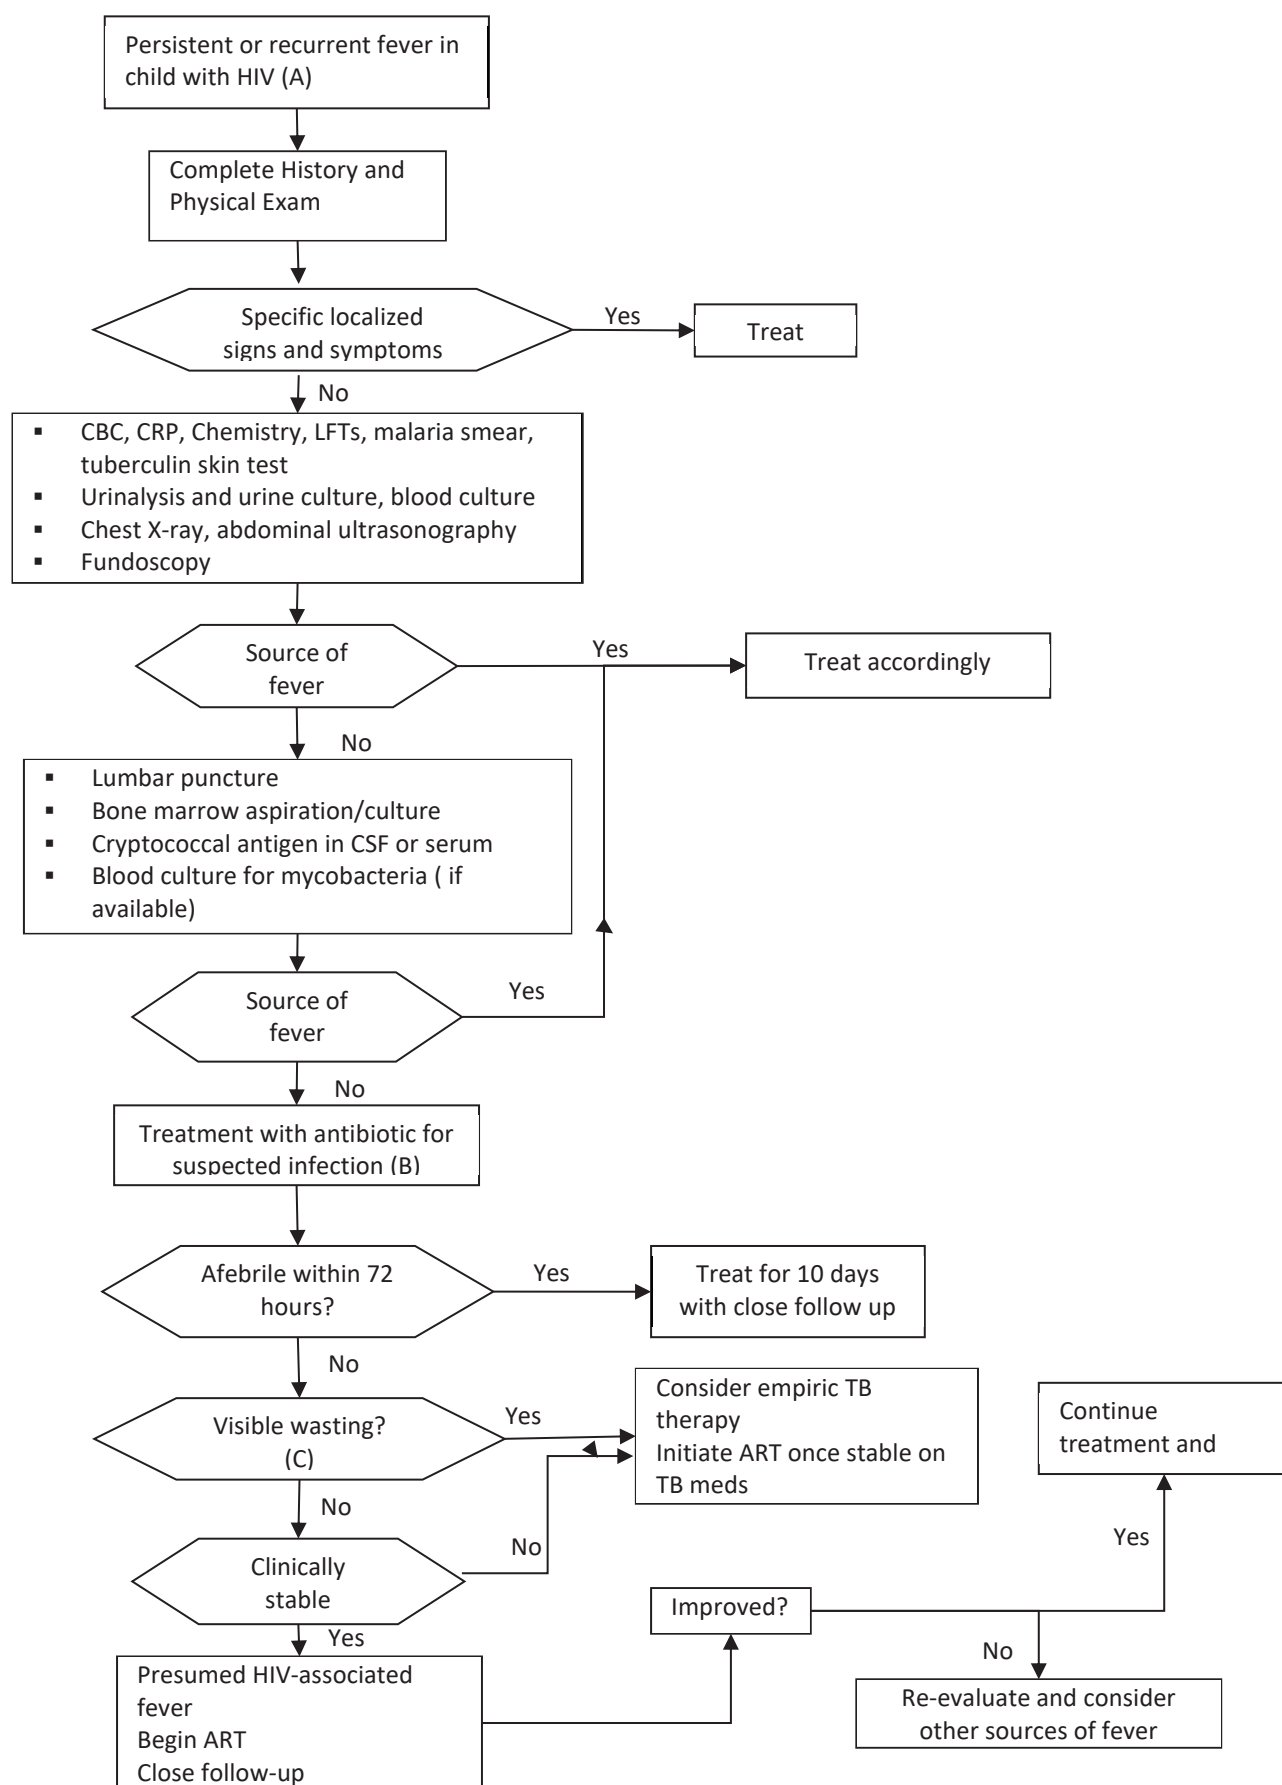 Persistent or recurrent fever in
child with HIV (A)
Complete History and
Physical Exam
Specific localized
signs and symptoms
Yes
Treat
No
▪ CBC, CRP, Chemistry, LFTs, malaria smear,
tuberculin skin test
▪ Urinalysis and urine culture, blood culture
▪ Chest X-ray, abdominal ultrasonography
▪ Fundoscopy
Source of
fever
Yes
Treat accordingly
No
▪ Lumbar puncture
▪ Bone marrow aspiration/culture
▪ Cryptococcal antigen in CSF or serum
▪ Blood culture for mycobacteria ( if
available)
Source of
fever
Yes
No
Treatment with antibiotic for
suspected infection (B)
Afebrile within 72
hours?
Yes
Treat for 10 days
with close follow up
No
Visible wasting?
(C)
Yes
Consider empiric TB
therapy
Initiate ART once stable on
TB meds
Continue
treatment and
No
Clinically
stable
No
Yes
Yes
Presumed HIV-associated
fever
Begin ART
Close follow-up
Improved?
No
Re-evaluate and consider
other sources of fever